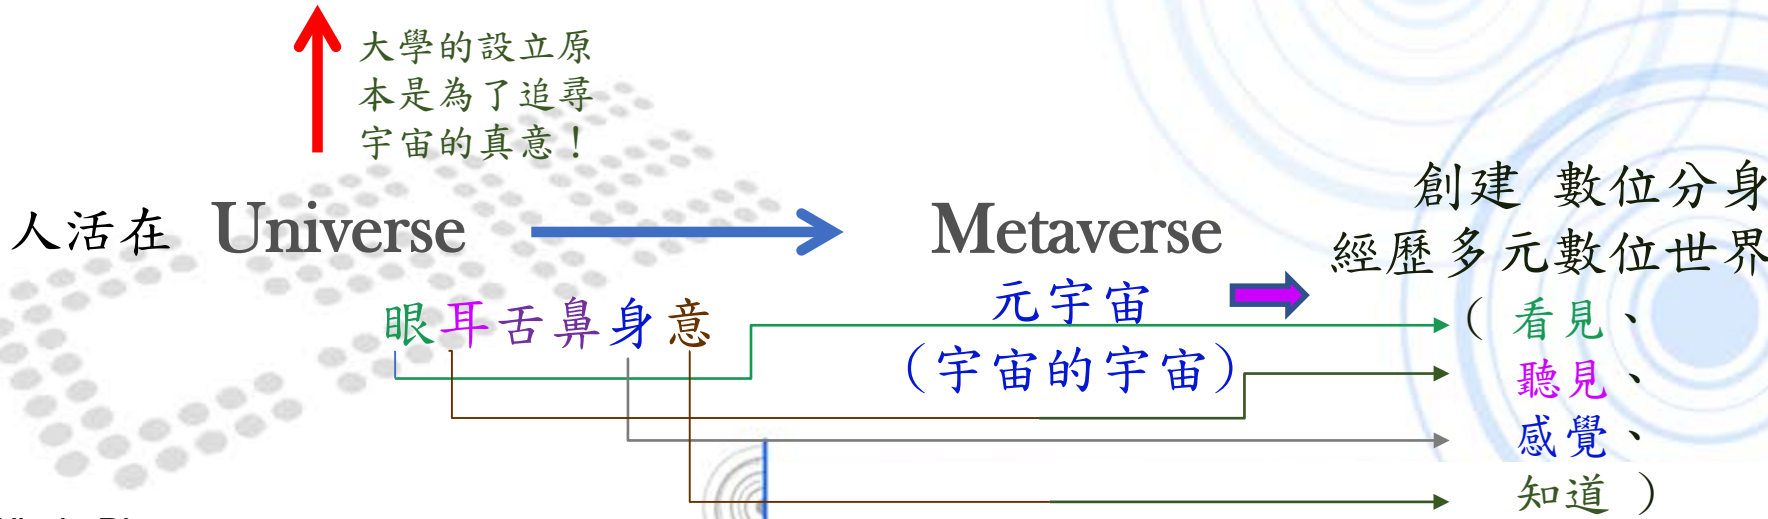 大學的設立原
本是為了追尋
宇宙的真意！
人活在 Universe
Metaverse
創建 數位分身
經歷多元數位世界
眼耳舌鼻身意
元宇宙
(宇宙的宇宙)
( 看見、
聽見、
感覺、
知道 )